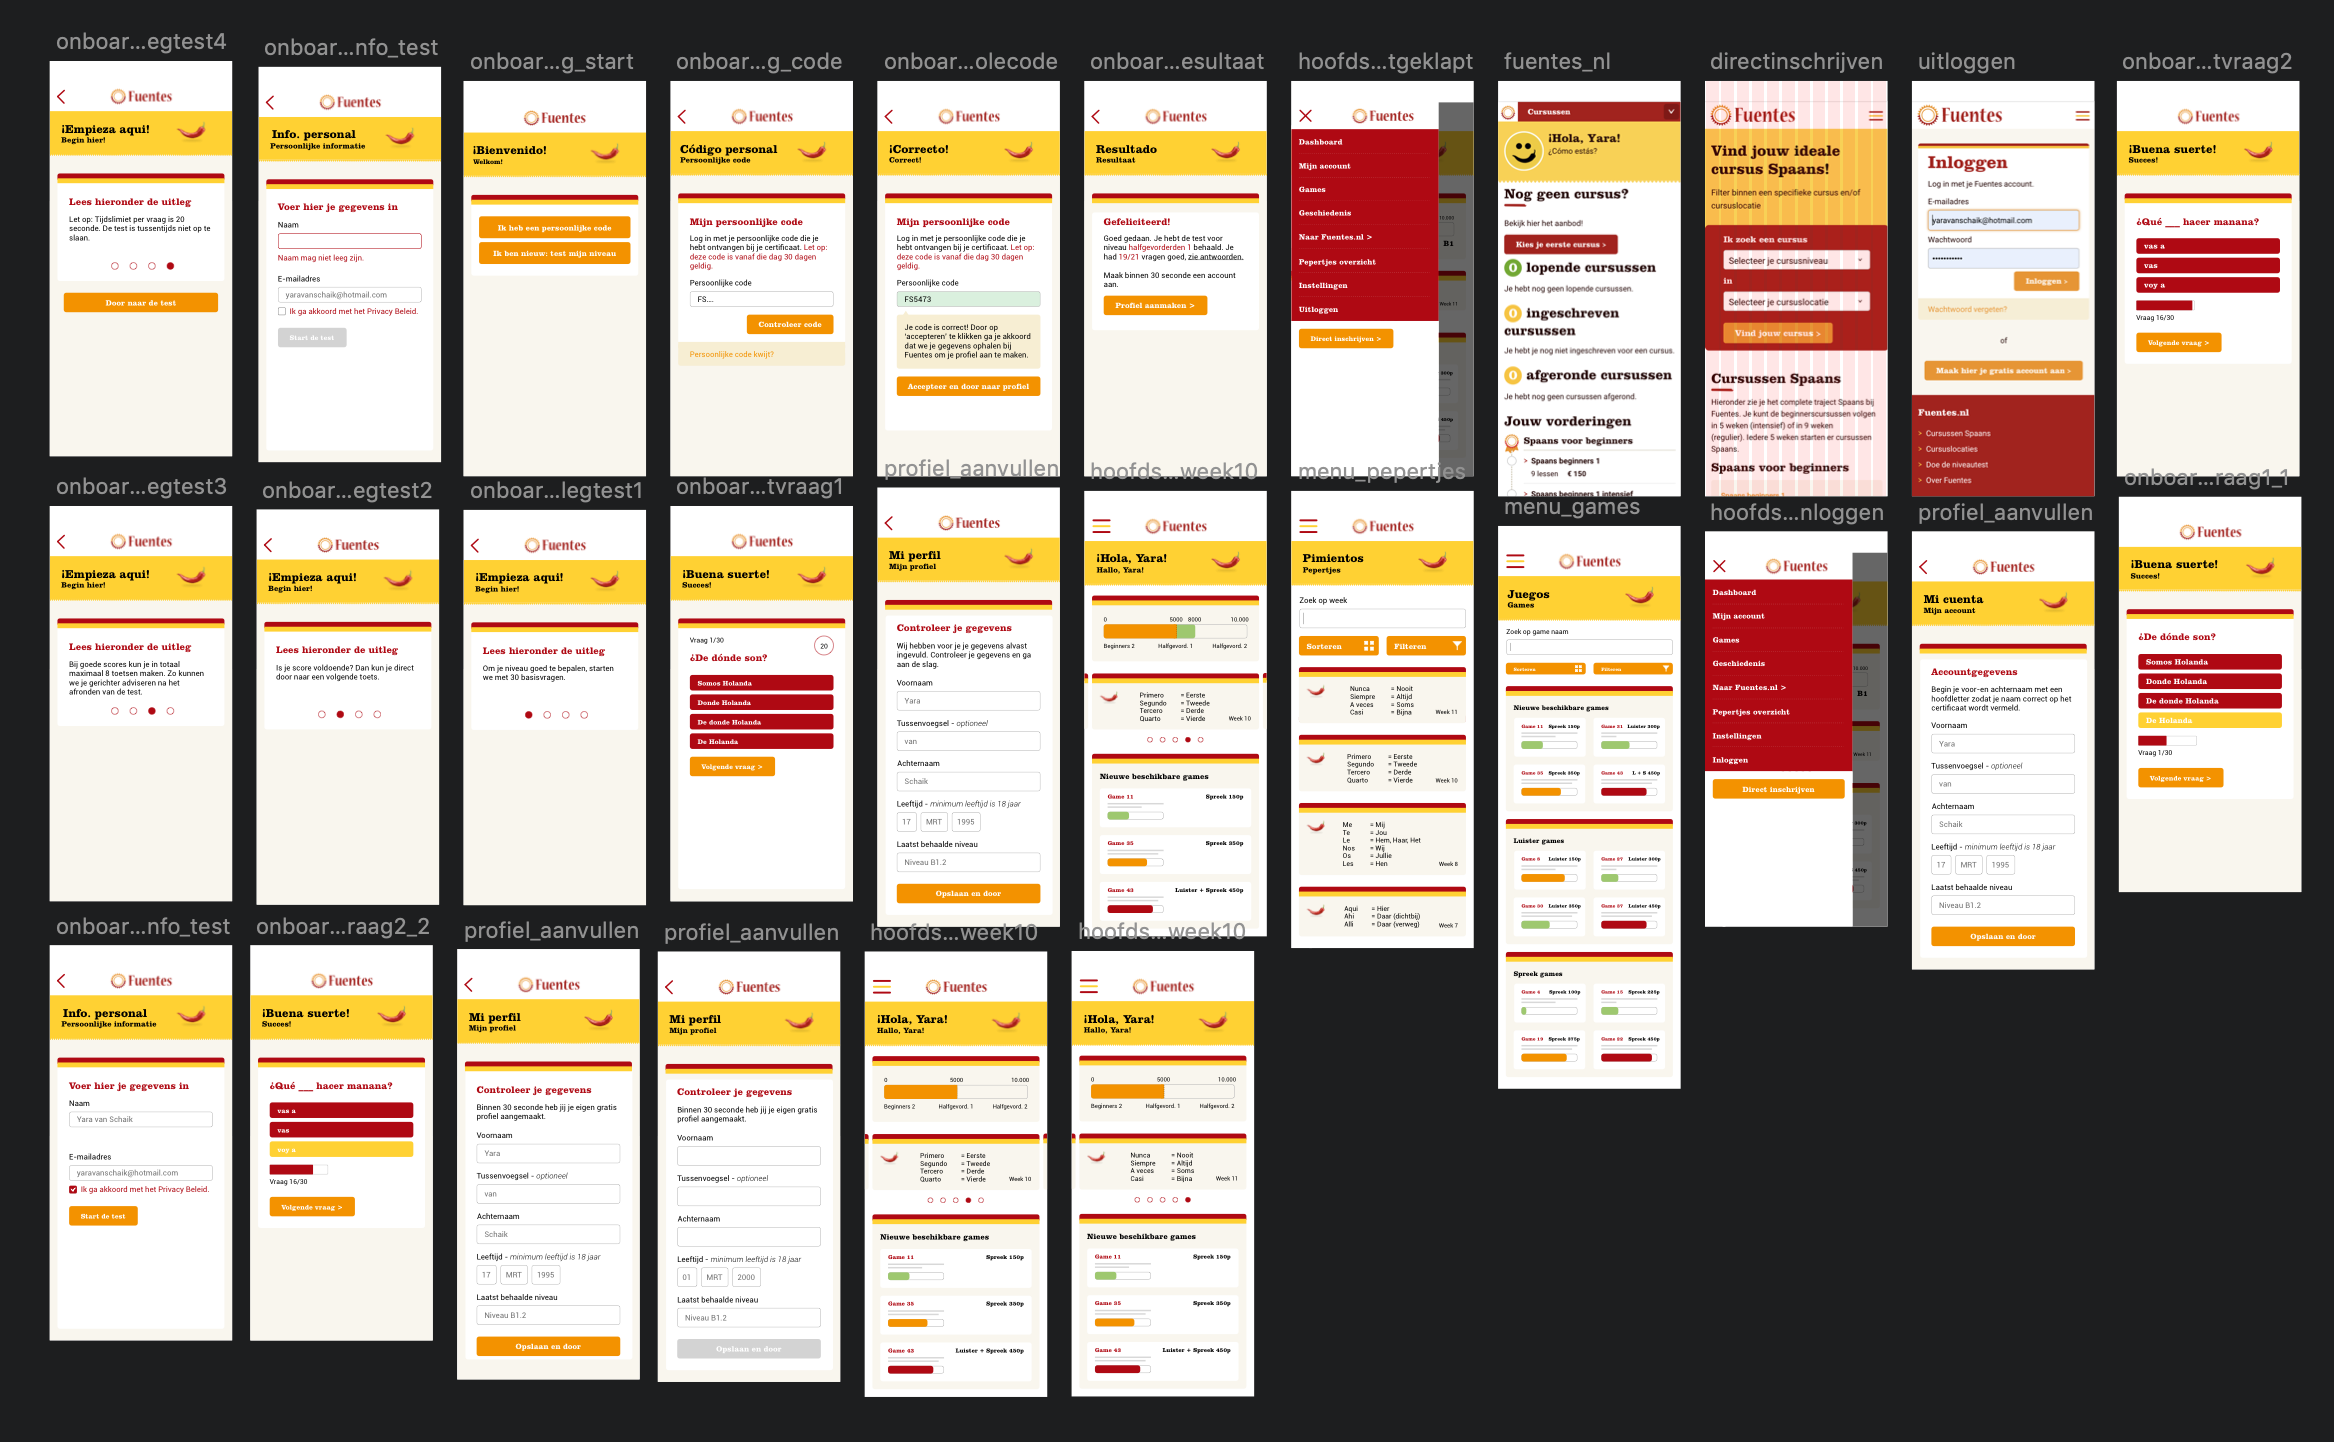 onboar...egtest4
Fuentes
¡Empieza aqui!
Begin hier!
Lees hieronder de uitleg
Let op: Tijdslimiet per vraag is 20
seconde. De test is tussentijds niet op te
slaan.
Door naar de test
onboar...nfo_test
Fuentes
Info. personal
Persoonlijke informatie
Voer hier je gegevens in
Naam
Naam mag niet leeg zijn.
E-mailadres
yaravanschaik@hotmail.com
Ik ga akkoord met het Privacy Beleid.
Start de test
onboar...g_start
Fuentes
¡Bienvenido!
Welkom!
Ik heb een persoonlijke code
Ik ben nieuw: test mijn niveau
onboar...g_code
Fuentes
Código personal
Persoonlijke code
Mijn persoonlijke code
Log in met je persoonlijke code die je
hebt ontvangen bij je certificaat. Let op:
deze code is vanaf die dag 30 dagen
geldig.
Persoonlijke code
FS...
Controleer code
Persoonlijke code kwijt?
onboar...olecode
Fuentes
¡Correcto!
Correct!
Mijn persoonlijke code
Log in met je persoonlijke code die je
hebt ontvangen bij je certificaat. Let op:
deze code is vanaf die dag 30 dagen
geldig.
Persoonlijke code
FS5473
Je code is correct! Door op
'accepteren' te klikken ga je akkoord
dat we je gegevens ophalen bij
Fuentes om je profiel aan te maken.
Accepteer en door naar profiel
onboar...esultaat
Fuentes
Resultado
Resultaat
Gefeliciteerd!
Goed gedaan. Je hebt de test voor
niveau halfgevorderden 1 behaald. Je
had 19/21 vragen goed, zie antwoorden.
Maak binnen 30 seconde een account
aan.
Profiel aanmaken >
hoofds...tgeklapt
Fuentes
Dashboard
Mijn account
Games
Geschiedenis
Naar Fuentes.nl >
Pepertjes overzicht
Instellingen
Uitloggen
Direct inschrijven >
10.000
B1
Week 11
300p
450p
fuentes_nl
Cursussen
¡Hola, Yara!
¿Cómo estás?
Nog geen cursus?
Bekijk hier het aanbod!
Kies je eerste cursus >
0 lopende cursussen
Je hebt nog geen lopende cursussen.
0 ingeschreven
cursussen
Je hebt je nog niet ingeschreven voor een cursus.
0 afgeronde cursussen
Je hebt nog geen cursussen afgerond.
Jouw vorderingen
Spaans voor beginners
> Spaans beginners 1
9 lessen € 150
> Spaans beginners 1 intensief
directinschrijven
Fuentes
Vind jouw ideale
cursus Spaans!
Filter binnen een specifieke cursus en/of
cursuslocatie
Ik zoek een cursus
Selecteer je cursusniveau
in
Selecteer je cursuslocatie
Vind jouw cursus >
Cursussen Spaans
Hieronder zie je het complete traject Spaans bij
Fuentes. Je kunt de beginnerscursussen volgen
in 5 weken (intensief) of in 9 weken
(regulier). Iedere 5 weken starten er cursussen
Spaans.
Spaans voor beginners
Spaans beginners 1
uitloggen
Fuentes
Inloggen
Log in met je Fuentes account.
E-mailadres
yaravanschaik@hotmail.com
Wachtwoord
Inloggen >
Wachtwoord vergeten?
of
Maak hier je gratis account aan >
Fuentes.nl
> Cursussen Spaans
> Cursuslocaties
> Doe de niveautest
> Over Fuentes
onboar...tvraag2
Fuentes
¡Buena suerte!
Succes!
¿Qué __ hacer manana?
vas a
vas
voy a
Vraag 16/30
Volgende vraag >
onboar...egtest3
Fuentes
¡Empieza aqui!
Begin hier!
Lees hieronder de uitleg
Bij goede scores kun je in totaal
maximaal 8 toetsen maken. Zo kunnen
we je gerichter adviseren na het
afronden van de test.
onboar...egtest2
Fuentes
¡Empieza aqui!
Begin hier!
Lees hieronder de uitleg
Is je score voldoende? Dan kun je direct
door naar een volgende toets.
onboar...legtest1
Fuentes
¡Empieza aqui!
Begin hier!
Lees hieronder de uitleg
Om je niveau goed te bepalen, starten
we met 30 basisvragen.
onboar...tvraag1
Fuentes
¡Buena suerte!
Succes!
Vraag 1/30
20
¿De dónde son?
Somos Holanda
Donde Holanda
De donde Holanda
De Holanda
Volgende vraag >
profiel_aanvullen
Fuentes
Mi perfil
Mijn profiel
Controleer je gegevens
Wij hebben voor je je gegevens alvast
ingevuld. Controleer je gegevens en ga
aan de slag.
Voornaam
Yara
Tussenvoegsel - optioneel
van
Achternaam
Schaik
Leeftijd - minimum leeftijd is 18 jaar
17 MRT 1995
Laatst behaalde niveau
Niveau B1.2
Opslaan en door
hoofds...week10
Fuentes
¡Hola, Yara!
Hallo, Yara!
0 5000 8000 10.000
Beginners 2 Halfgevord. 1 Halfgevord. 2
Primero = Eerste
Segundo = Tweede
Tercero = Derde
Quarto = Vierde Week 10
Nieuwe beschikbare games
Game 11 Spreek 150p
Game 35 Spreek 350p
Game 43 Luister + Spreek 450p
menu_pepertjes
Fuentes
Pimientos
Pepertjes
Zoek op week
Sorteren Filteren
Nunca = Nooit
Siempre = Altijd
A veces = Soms
Casi = Bijna Week 11
Primero = Eerste
Segundo = Tweede
Tercero = Derde
Quarto = Vierde Week 10
Me = Mij
Te = Jou
Le = Hem, Haar, Het
Nos = Wij
Os = Jullie
Les = Hen Week 8
Aqui = Hier
Ahi = Daar (dichtbij)
Alli = Daar (verweg) Week 7
menu_games
Fuentes
Juegos
Games
Zoek op game naam
Sorteren Filteren
Nieuwe beschikbare games
Game 11 Spreek 150p Game 21 Luister 300p
Game 35 Spreek 350p Game 43 L + S 450p
Luister games
Game 8 Luister 150p Game 27 Luister 300p
Game 30 Luister 350p Game 37 Luister 450p
Spreek games
Game 4 Spreek 100p Game 15 Spreek 225p
Game 19 Spreek 375p Game 22 Spreek 450p
hoofds...nloggen
Fuentes
Dashboard
Mijn account
Games
Geschiedenis
Naar Fuentes.nl >
Pepertjes overzicht
Instellingen
Inloggen
Direct inschrijven
10.000
B1
Week 11
300p
450p
profiel_aanvullen
Fuentes
Mi cuenta
Mijn account
Accountgegevens
Begin je voor-en achternaam met een
hoofdletter zodat je naam correct op het
certificaat wordt vermeld.
Voornaam
Yara
Tussenvoegsel - optioneel
van
Achternaam
Schaik
Leeftijd - minimum leeftijd is 18 jaar
17 MRT 1995
Laatst behaalde niveau
Niveau B1.2
Opslaan en door
onboar...raag1_1
Fuentes
¡Buena suerte!
Succes!
¿De dónde son?
Somos Holanda
Donde Holanda
De donde Holanda
De Holanda
Vraag 1/30
Volgende vraag >
onboar...nfo_test
Fuentes
Info. personal
Persoonlijke informatie
Voer hier je gegevens in
Naam
Yara van Schaik
E-mailadres
yaravanschaik@hotmail.com
Ik ga akkoord met het Privacy Beleid.
Start de test
onboar...raag2_2
Fuentes
¡Buena suerte!
Succes!
¿Qué __ hacer manana?
vas a
vas
voy a
Vraag 16/30
Volgende vraag >
profiel_aanvullen
Fuentes
Mi perfil
Mijn profiel
Controleer je gegevens
Binnen 30 seconde heb jij je eigen gratis
profiel aangemaakt.
Voornaam
Yara
Tussenvoegsel - optioneel
van
Achternaam
Schaik
Leeftijd - minimum leeftijd is 18 jaar
17 MRT 1995
Laatst behaalde niveau
Niveau B1.2
Opslaan en door
profiel_aanvullen
Fuentes
Mi perfil
Mijn profiel
Controleer je gegevens
Binnen 30 seconde heb jij je eigen gratis
profiel aangemaakt.
Voornaam
Tussenvoegsel - optioneel
Achternaam
Leeftijd - minimum leeftijd is 18 jaar
01 MRT 2000
Laatst behaalde niveau
Niveau B1.2
Opslaan en door
hoofds...week10
Fuentes
¡Hola, Yara!
Hallo, Yara!
0 5000 10.000
Beginners 2 Halfgevord. 1 Halfgevord. 2
Primero = Eerste
Segundo = Tweede
Tercero = Derde
Quarto = Vierde Week 10
Nieuwe beschikbare games
Game 11 Spreek 150p
Game 35 Spreek 350p
Game 43 Luister + Spreek 450p
hoofds...week10
Fuentes
¡Hola, Yara!
Hallo, Yara!
0 5000 10.000
Beginners 2 Halfgevord. 1 Halfgevord. 2
Nunca = Nooit
Siempre = Altijd
A veces = Soms
Casi = Bijna Week 11
Nieuwe beschikbare games
Game 11 Spreek 150p
Game 35 Spreek 350p
Game 43 Luister + Spreek 450p